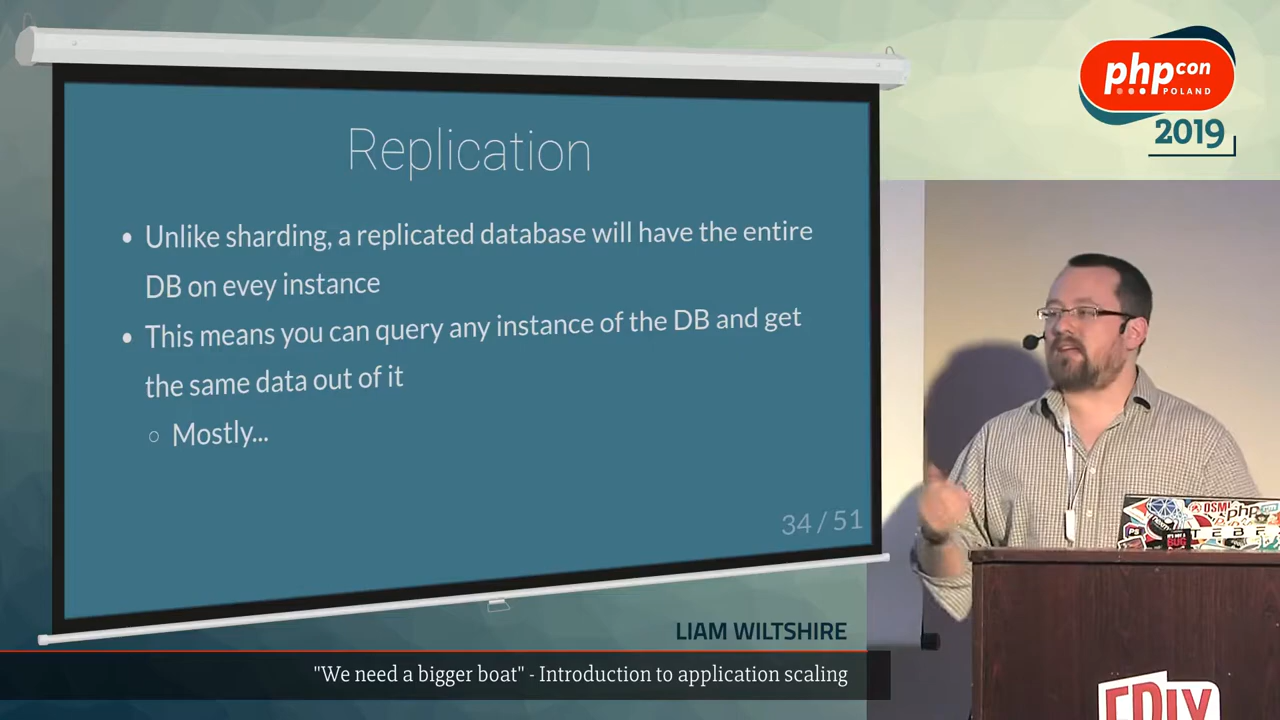 Replication
• Unlike sharding, a replicated database will have the entire
DB on evey instance
• This means you can query any instance of the DB and get
the same data out of it
○ Mostly...
34 / 51
phpcon
POLAND
2019
OSMI
php
LIAM WILTSHIRE
"We need a bigger boat" - Introduction to application scaling